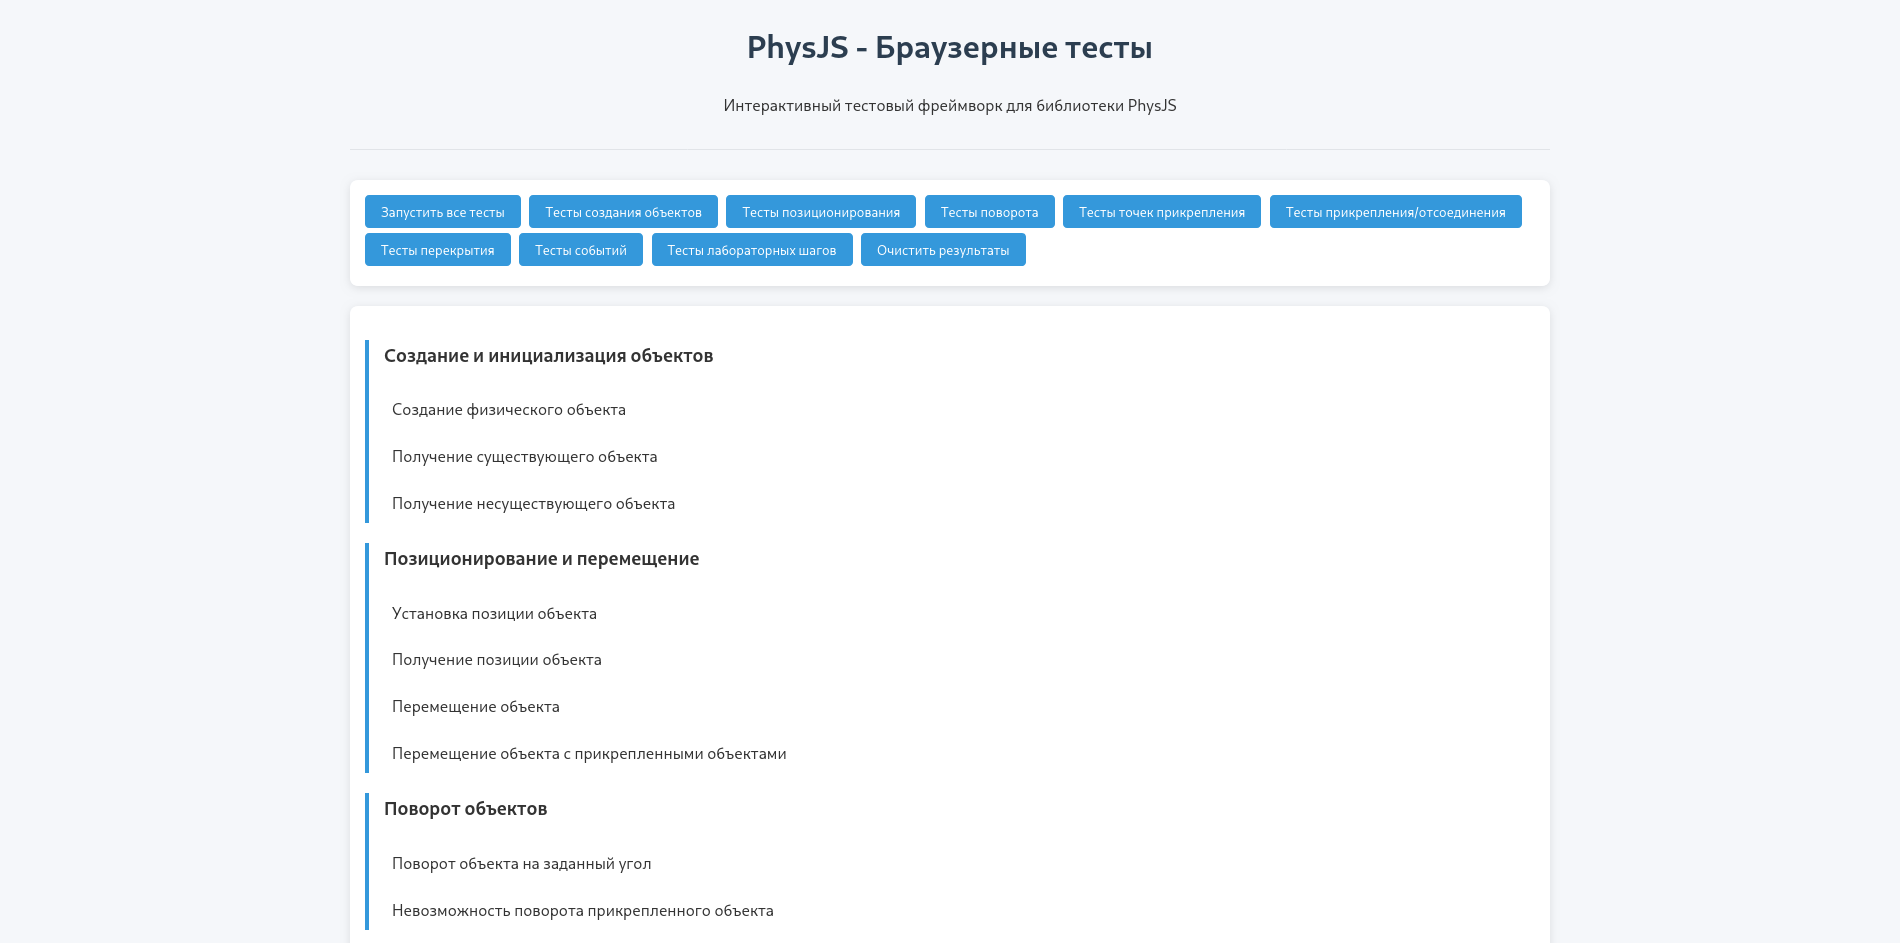 PhysJS - Браузерные тесты
Интерактивный тестовый фреймворк для библиотеки PhysJS
Запустить все тесты
Тесты создания объектов
Тесты позиционирования
Тесты поворота
Тесты точек прикрепления
Тесты прикрепления/отсоединения
Тесты перекрытия
Тесты событий
Тесты лабораторных шагов
Очистить результаты
Создание и инициализация объектов
Создание физического объекта
Получение существующего объекта
Получение несуществующего объекта
Позиционирование и перемещение
Установка позиции объекта
Получение позиции объекта
Перемещение объекта
Перемещение объекта с прикрепленными объектами
Поворот объектов
Поворот объекта на заданный угол
Невозможность поворота прикрепленного объекта